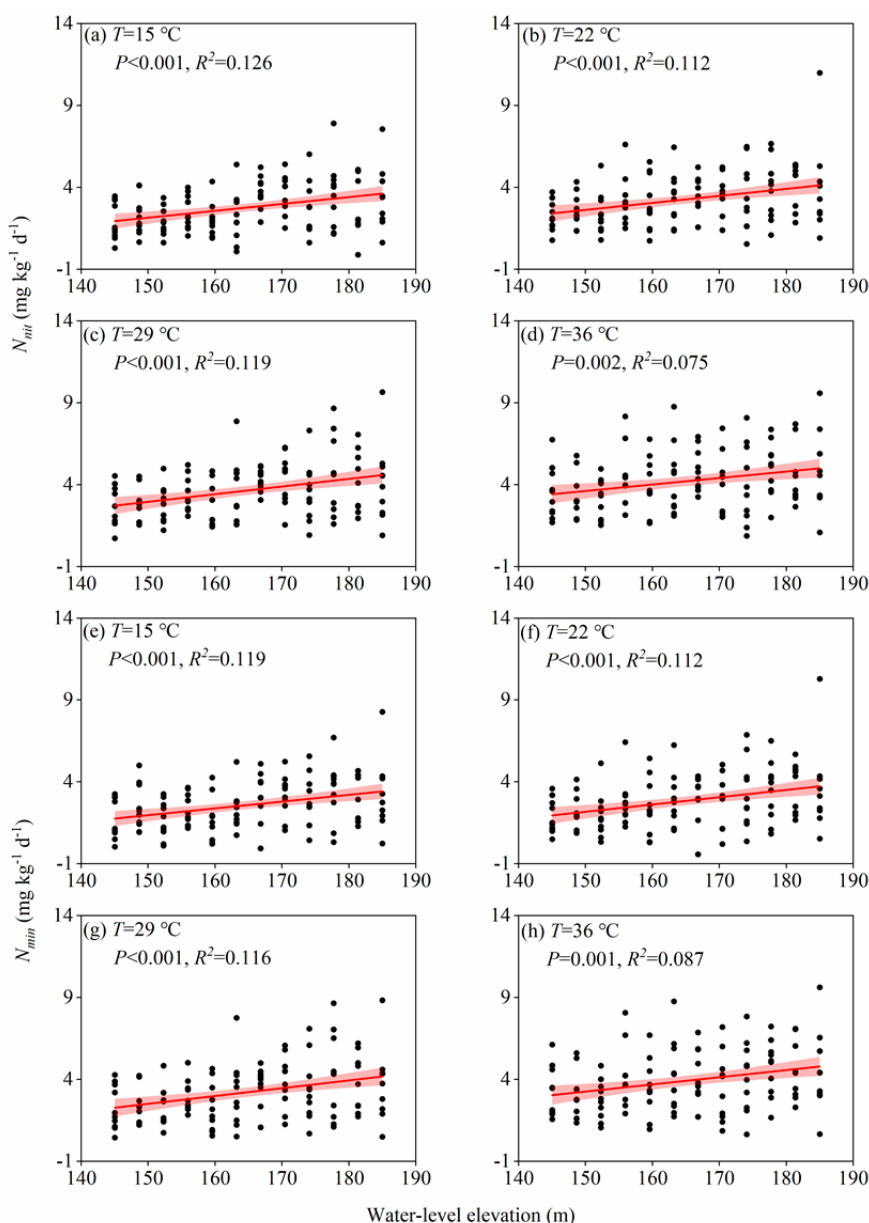 (a) T=15 ℃
P<0.001, R²=0.126
(b) T=22 ℃
P<0.001, R²=0.112
14
9
4
-1
140 150 160 170 180 190
14
9
4
-1
140 150 160 170 180 190
(c) T=29 ℃
P<0.001, R²=0.119
(d) T=36 ℃
P=0.002, R²=0.075
14
9
4
-1
140 150 160 170 180 190
14
9
4
-1
140 150 160 170 180 190
Nnit (mg kg⁻¹ d⁻¹)
(e) T=15 ℃
P<0.001, R²=0.119
(f) T=22 ℃
P<0.001, R²=0.112
14
9
4
-1
140 150 160 170 180 190
14
9
4
-1
140 150 160 170 180 190
(g) T=29 ℃
P<0.001, R²=0.116
(h) T=36 ℃
P=0.001, R²=0.087
14
9
4
-1
140 150 160 170 180 190
14
9
4
-1
140 150 160 170 180 190
Nmin (mg kg⁻¹ d⁻¹)
Water-level elevation (m)